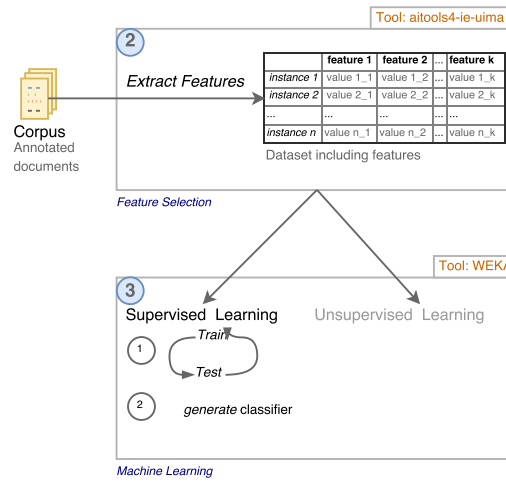 Tool: aitools4-ie-uima
2
Extract Features
feature 1 feature 2 ... feature k
instance 1 value 1_1 value 1_2 ... value 1_k
instance 2 value 2_1 value 2_2 ... value 2_k
... ... ... ... ...
instance n value n_1 value n_2 ... value n_k
Corpus
Annotated
documents
Dataset including features
Feature Selection
Tool: WEKA
3
Supervised Learning Unsupervised Learning
Train
1
Test
2
generate classifier
Machine Learning